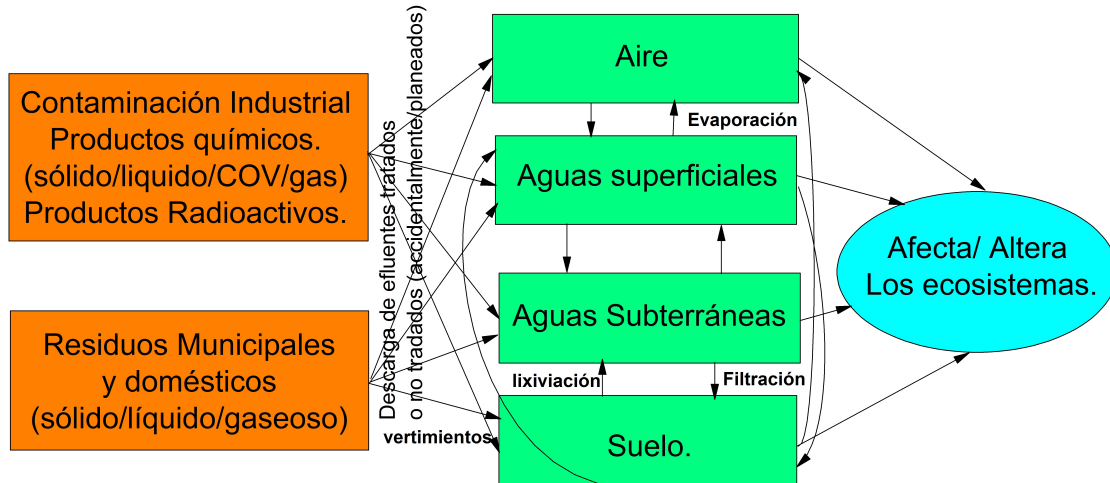 Contaminación Industrial
Productos químicos.
(sólido/liquido/COV/gas)
Productos Radioactivos.
Residuos Municipales
y domésticos
(sólido/líquido/gaseoso)
Descarga de efluentes tratados
o no tradados (accidentalmente/planeados)
vertimientos
Aire
Evaporación
Aguas superficiales
Aguas Subterráneas
lixiviación
Filtración
Suelo.
Afecta/ Altera
Los ecosistemas.